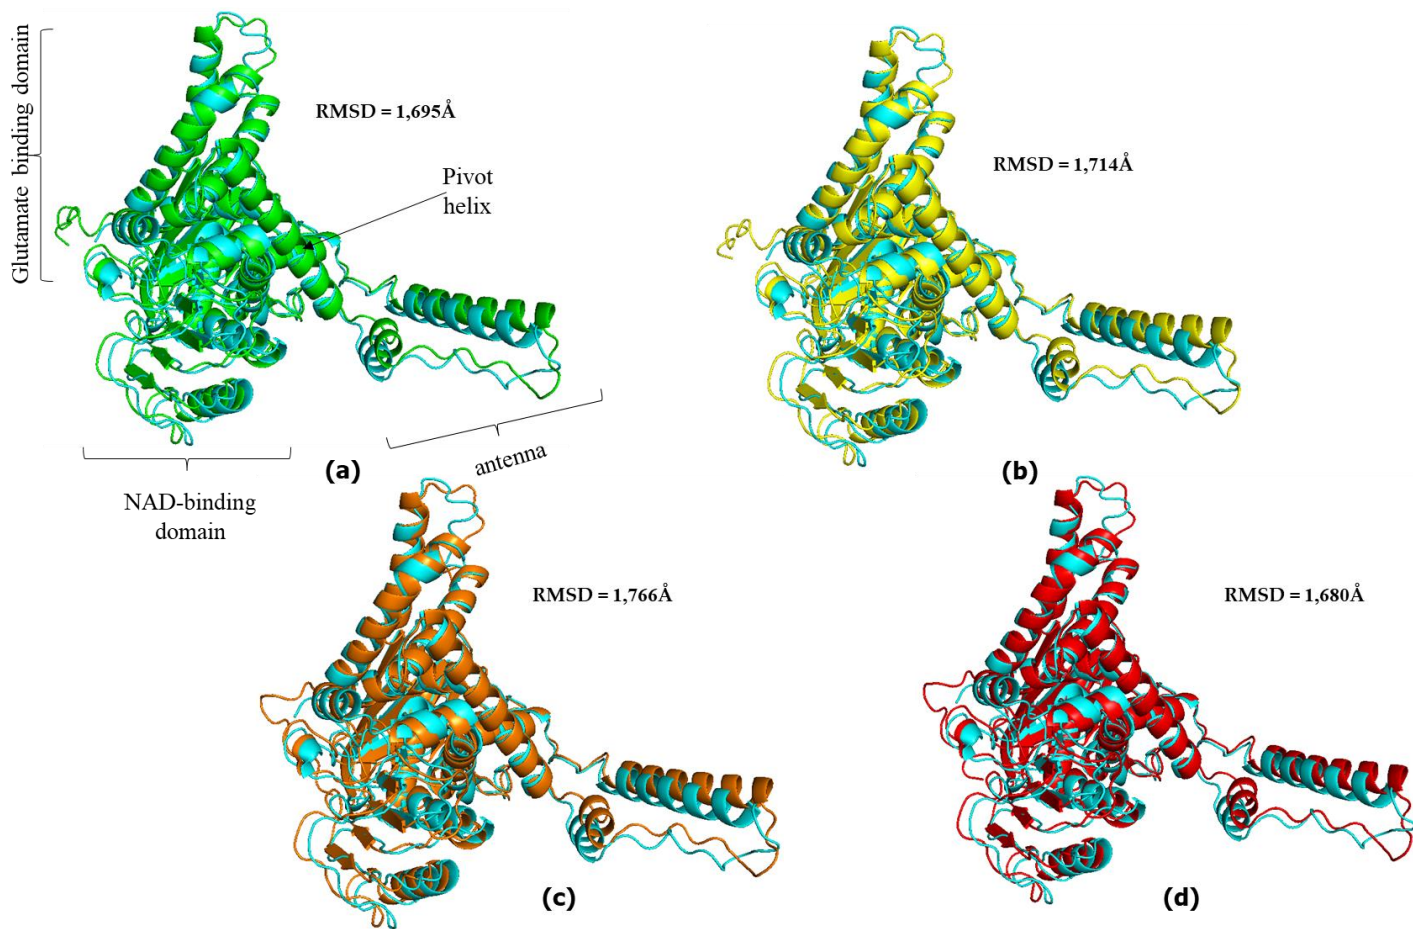 Glutamate binding domain
RMSD = 1,695Å
Pivot
helix
antenna
NAD-binding
domain
(a)
RMSD = 1,714Å
(b)
RMSD = 1,766Å
(c)
RMSD = 1,680Å
(d)